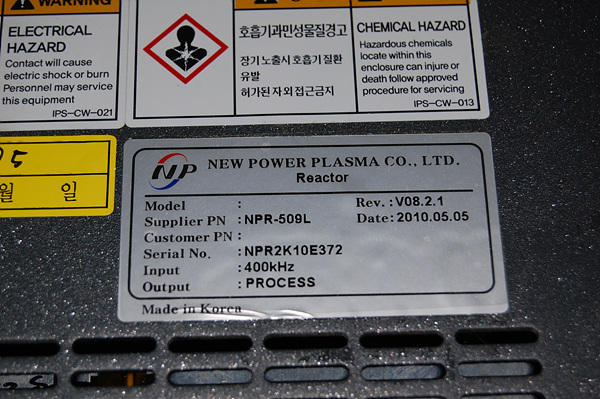 WARNING
ELECTRICAL
HAZARD
Contact will cause
electric shock or burn
Personnel may service
this equipment
IPS-CW-021
호흡기과민성물질경고
장기 노출시 호흡기 질환
유발
허가된 자 외 접근금지
CHEMICAL HAZARD
Hazardous chemicals
locate within this
enclosure can injure or
death follow approved
procedure for servicing
IPS-CW-013
월 일
NP NEW POWER PLASMA CO., LTD.
Reactor
Model :
Rev. : V08.2.1
Supplier PN : NPR-509L
Date : 2010.05.05
Customer PN :
Serial No. : NPR2K10E372
Input : 400kHz
Output : PROCESS
Made in Korea